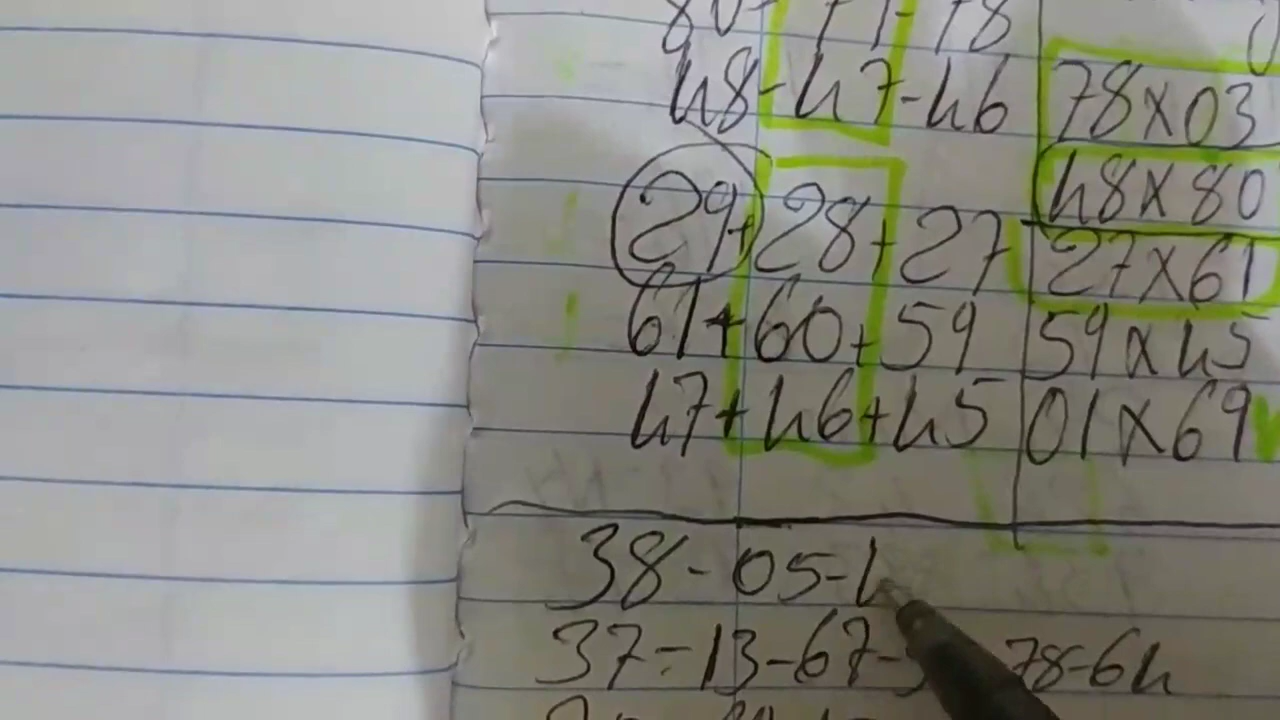 48-47-46 78x03
48x80
29+28+27 27x61
61+60+59 59x45
47+46+45 01x69
38-05-
37=13-67- 78-64